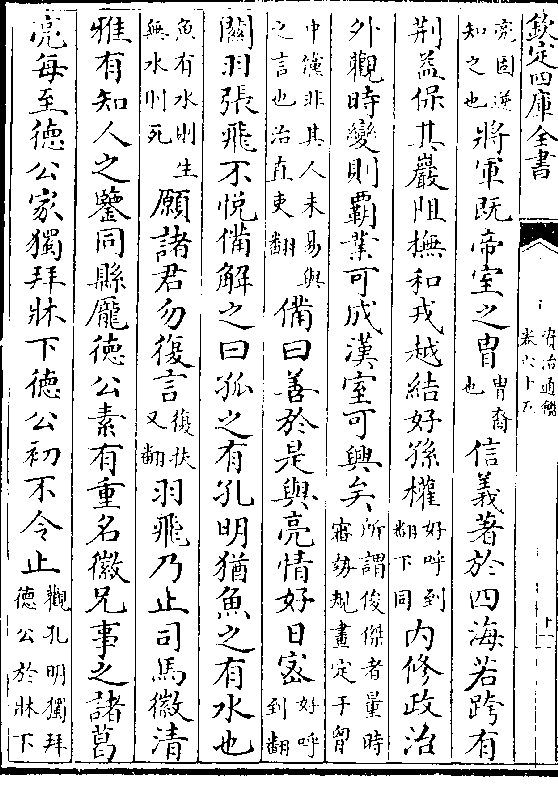 欽定四庫全書
資治通鑑
卷六十五
十一
亮固逆知之也將軍既帝室之胄胄裔也信義著於四海若跨有
荆益保其巖阻撫和戎越結好孫權好呼到翻下同內修政治
外觀時變則覇業可成漢室可興矣所謂俊傑者量時審勢規畫定于胷
中儻非其人未易與之言也治直吏翻備曰善於是與亮情好日宻好呼到翻
關羽張飛不悅備解之曰孤之有孔明猶魚之有水也
魚有水則生無水則死願諸君勿復言復扶又翻羽飛乃止司馬徽清
雅有知人之鑒同縣龎德公素有重名徽兄事之諸葛
亮每至德公家獨拜牀下德公初不令止觀孔明獨拜德公於牀下